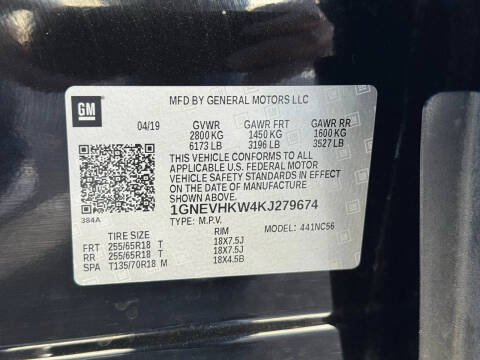 GM
MFD BY GENERAL MOTORS LLC
04/19 GVWR GAWR FRT GAWR RR
2800 KG 1450 KG 1600 KG
6173 LB 3196 LB 3527 LB
THIS VEHICLE CONFORMS TO ALL
APPLICABLE U.S. FEDERAL MOTOR
VEHICLE SAFETY STANDARDS IN EFFECT
ON THE DATE OF MANUFACTURE
SHOWN ABOVE.
384A
1GNEVHKW4KJ279674
TYPE: M.P.V. MODEL: 441NC56
TIRE SIZE RIM
FRT 255/65R18 T 18X7.5J
RR 255/65R18 T 18X7.5J
SPA T135/70R18 M 18X4.5B